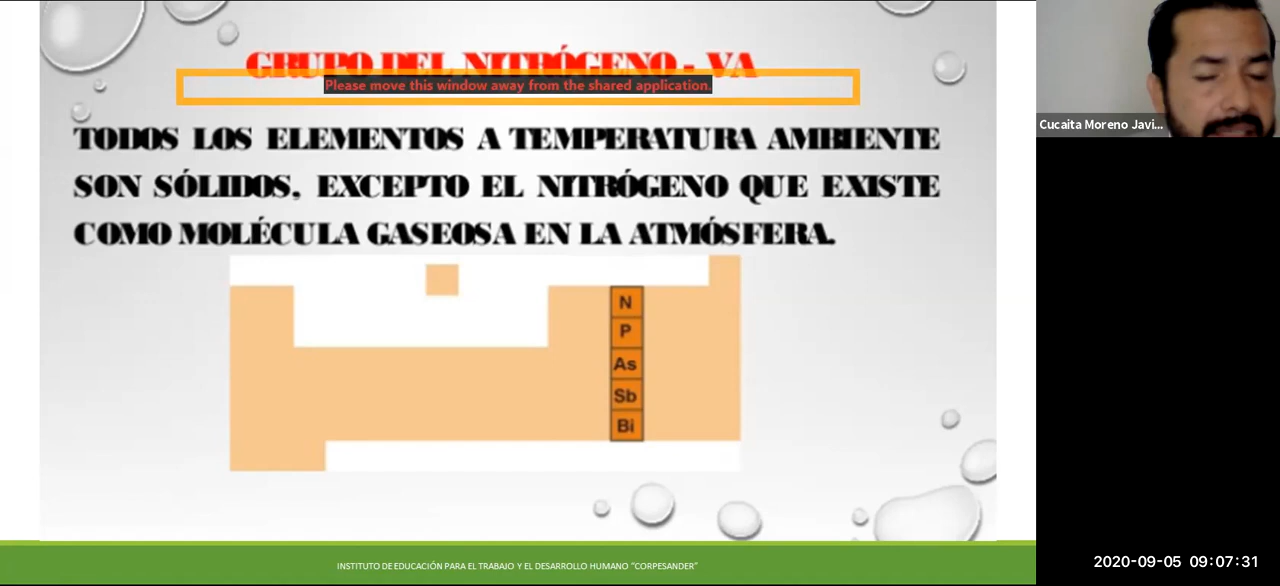 GRUPO DEL NITRÓGENO - VA
Please move this window away from the shared application.
TODOS LOS ELEMENTOS A TEMPERATURA AMBIENTE
SON SÓLIDOS, EXCEPTO EL NITRÓGENO QUE EXISTE
COMO MOLÉCULA GASEOSA EN LA ATMÓSFERA.
N
P
As
Sb
Bi
INSTITUTO DE EDUCACIÓN PARA EL TRABAJO Y EL DESARROLLO HUMANO "CORPESANDER"
Cucaita Moreno Javi...
2020-09-05 09:07:31